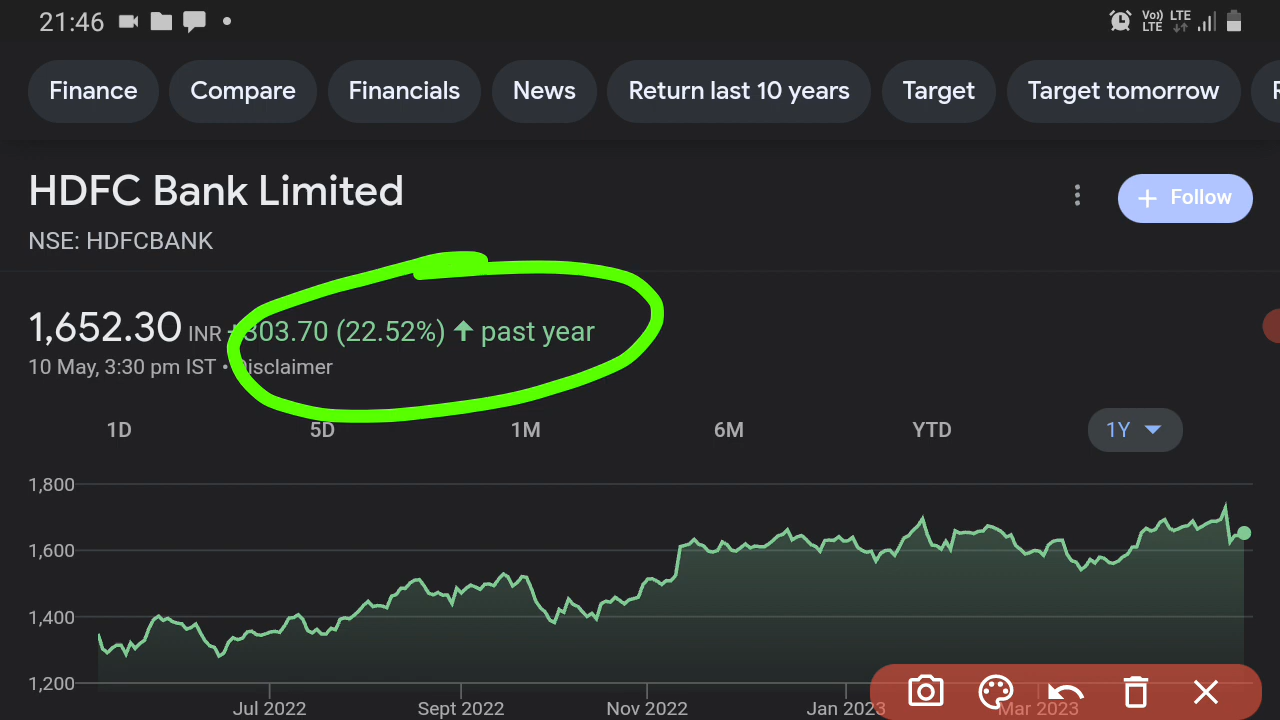 21:46 Vo)) LTE LTE
Finance Compare Financials News Return last 10 years Target Target tomorrow
HDFC Bank Limited
+ Follow
NSE: HDFCBANK
1,652.30 INR +303.70 (22.52%) ↑ past year
10 May, 3:30 pm IST • Disclaimer
1D 5D 1M 6M YTD 1Y
1,800
1,600
1,400
1,200
Jul 2022 Sept 2022 Nov 2022 Jan 2023 Mar 2023